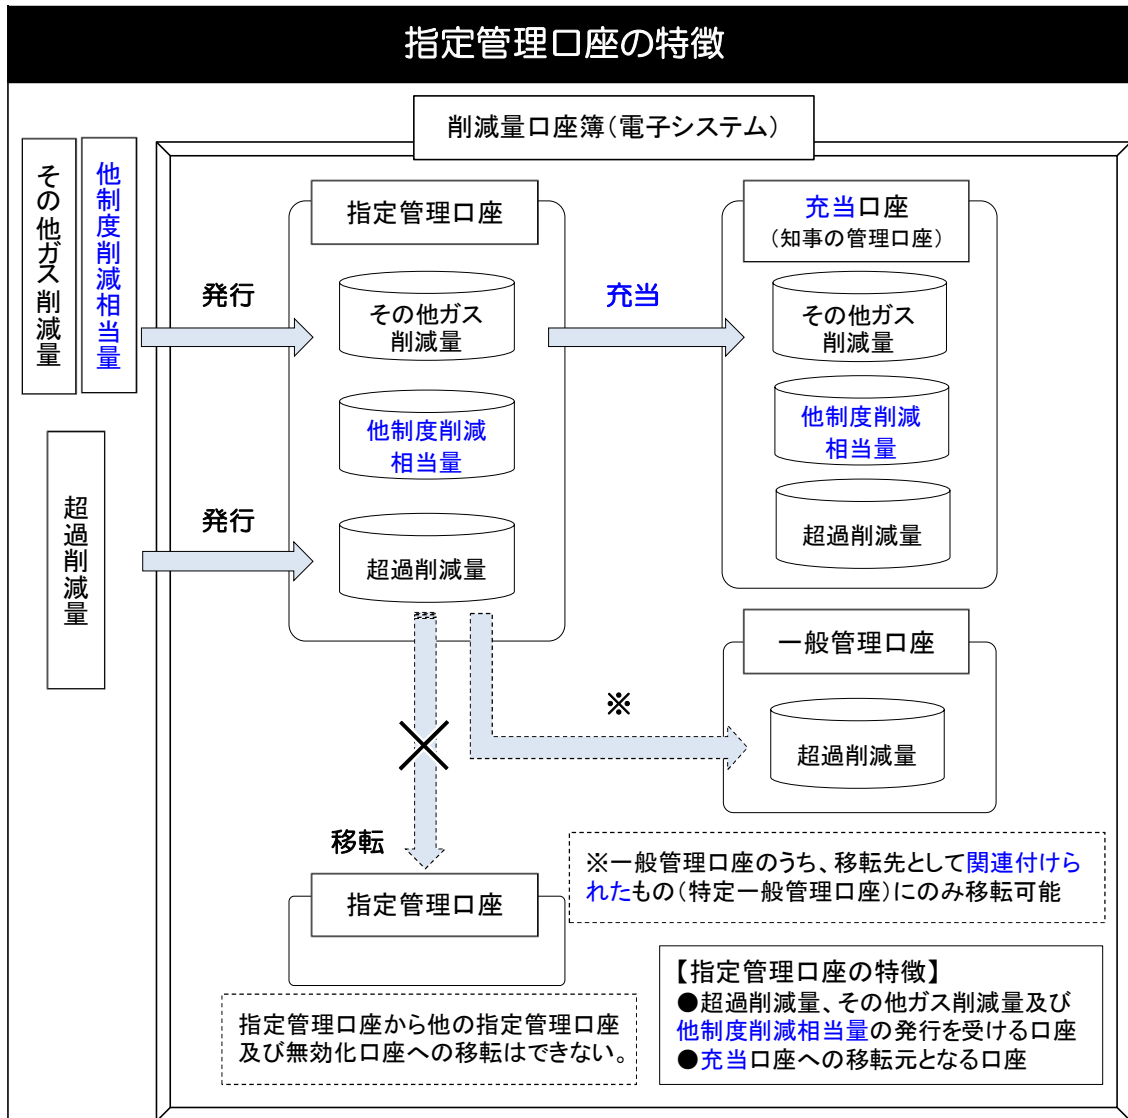 指定管理口座の特徴
削減量口座簿（電子システム）
その他ガス削減量
他制度削減相当量
超過削減量
発行
発行
指定管理口座
その他ガス
削減量
他制度削減
相当量
超過削減量
充当
充当口座
（知事の管理口座）
その他ガス
削減量
他制度削減
相当量
超過削減量
一般管理口座
超過削減量
※
移転
指定管理口座
※一般管理口座のうち、移転先として関連付けら
れたもの（特定一般管理口座）にのみ移転可能
指定管理口座から他の指定管理口座
及び無効化口座への移転はできない。
【指定管理口座の特徴】
●超過削減量、その他ガス削減量及び
他制度削減相当量の発行を受ける口座
●充当口座への移転元となる口座